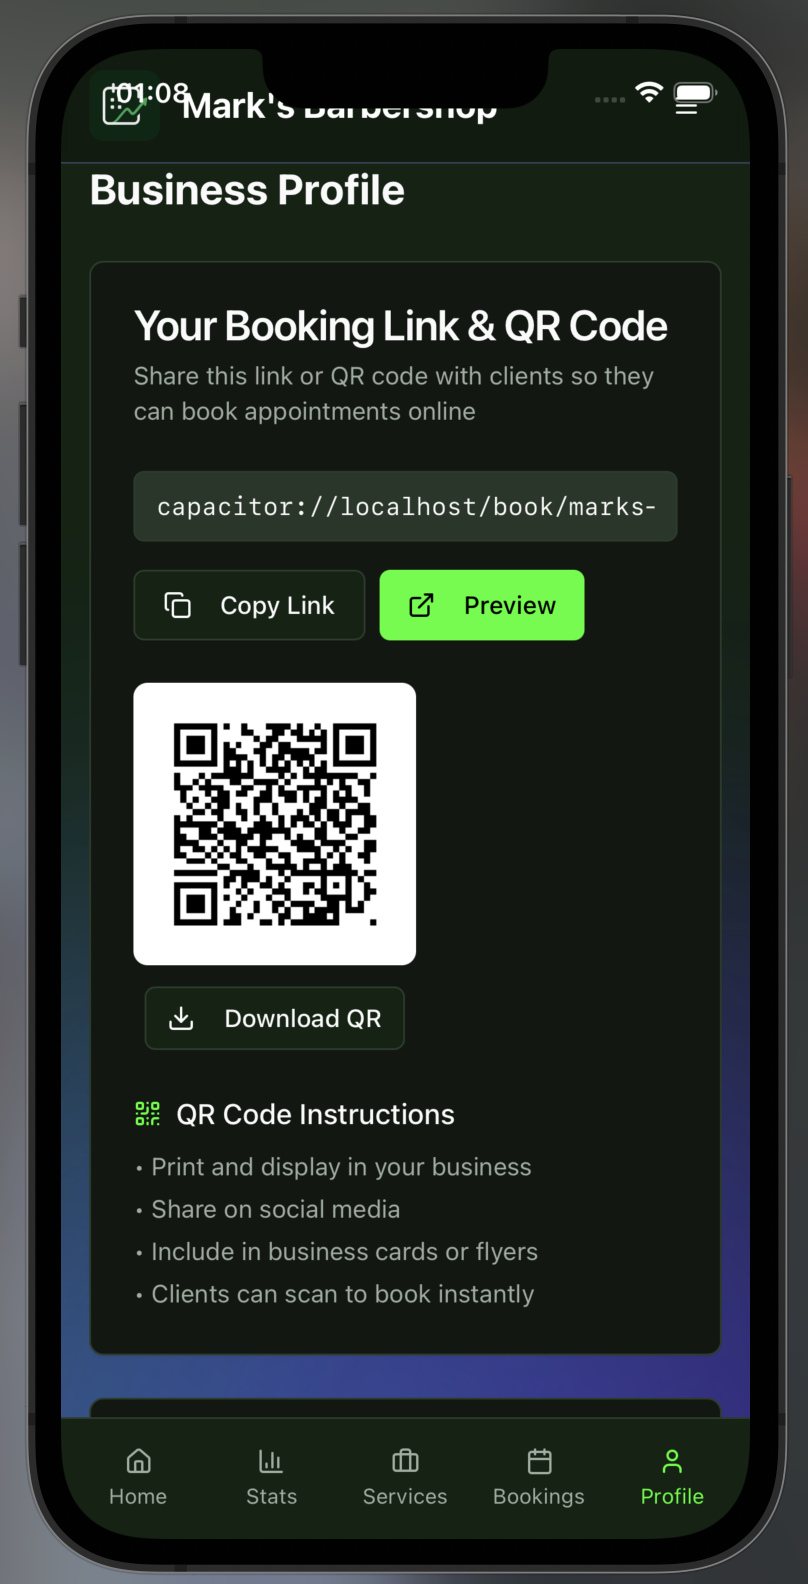 01:08
Mark's Barbershop
Business Profile
Your Booking Link & QR Code
Share this link or QR code with clients so they
can book appointments online
capacitor://localhost/book/marks-
Copy Link
Preview
Download QR
QR Code Instructions
• Print and display in your business
• Share on social media
• Include in business cards or flyers
• Clients can scan to book instantly
Home
Stats
Services
Bookings
Profile